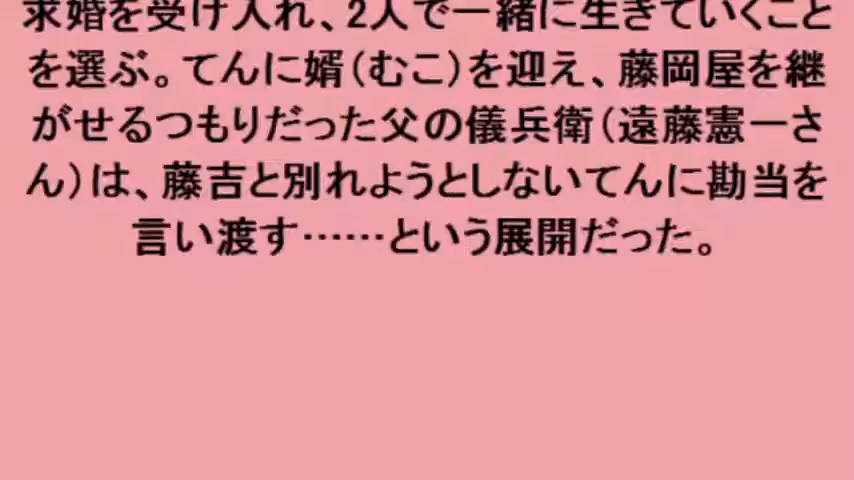 求婚を受け入れ、2人で一緒に生きていくこと
を選ぶ。てんに婿（むこ）を迎え、藤岡屋を継
がせるつもりだった父の儀兵衛（遠藤憲一さ
ん）は、藤吉と別れようとしないてんに勘当を
言い渡す……という展開だった。